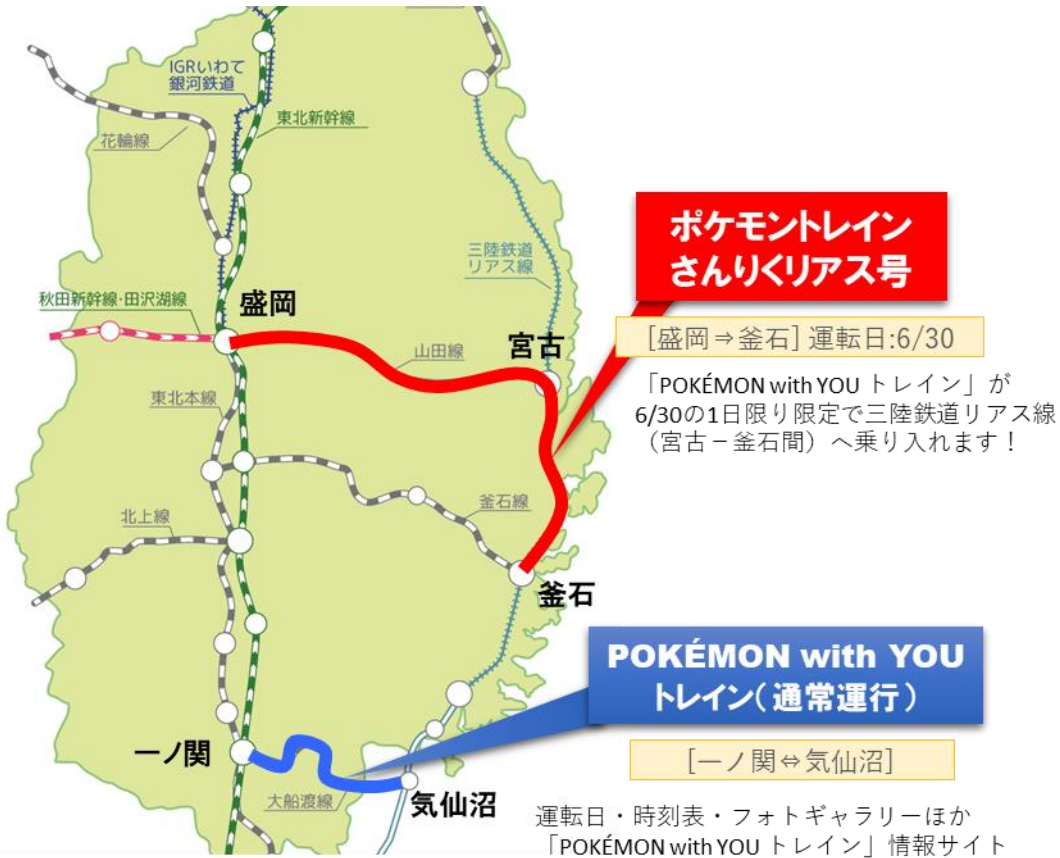 IGRいわて
銀河鉄道
東北新幹線
花輪線
三陸鉄道
リアス線
秋田新幹線・田沢湖線
盛岡
山田線
宮古
東北本線
釜石線
北上線
釜石
一ノ関
大船渡線
気仙沼
ポケモントレイン
さんりくリアス号
[盛岡⇒釜石] 運転日:6/30
「POKÉMON with YOU トレイン」が
6/30の1日限り限定で三陸鉄道リアス線
（宮古－釜石間）へ乗り入れます！
POKÉMON with YOU
トレイン(通常運行)
[一ノ関⇔気仙沼]
運転日・時刻表・フォトギャラリーほか
「POKÉMON with YOU トレイン」情報サイト